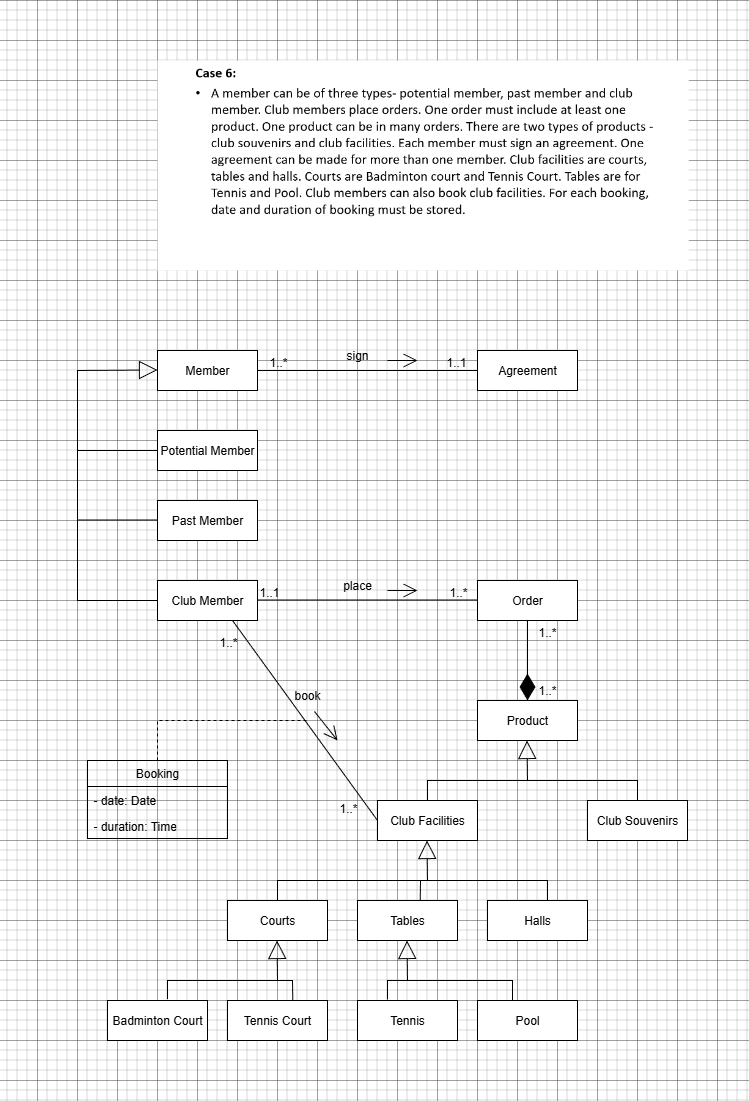 Case 6:
• A member can be of three types- potential member, past member and club
member. Club members place orders. One order must include at least one
product. One product can be in many orders. There are two types of products -
club souvenirs and club facilities. Each member must sign an agreement. One
agreement can be made for more than one member. Club facilities are courts,
tables and halls. Courts are Badminton court and Tennis Court. Tables are for
Tennis and Pool. Club members can also book club facilities. For each booking,
date and duration of booking must be stored.
Member
1..*
sign
1..1
Agreement
Potential Member
Past Member
Club Member
1..1
place
1..*
Order
1..*
1..*
book
1..*
Product
Booking
- date: Date
- duration: Time
1..*
Club Facilities
Club Souvenirs
Courts
Tables
Halls
Badminton Court
Tennis Court
Tennis
Pool